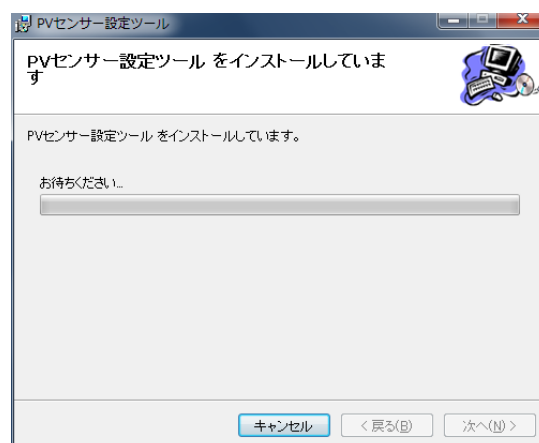 PVセンサー設定ツール
PVセンサー設定ツール をインストールしていま
す
PVセンサー設定ツール をインストールしています。
お待ちください...
キャンセル
< 戻る(B)
次へ(N) >